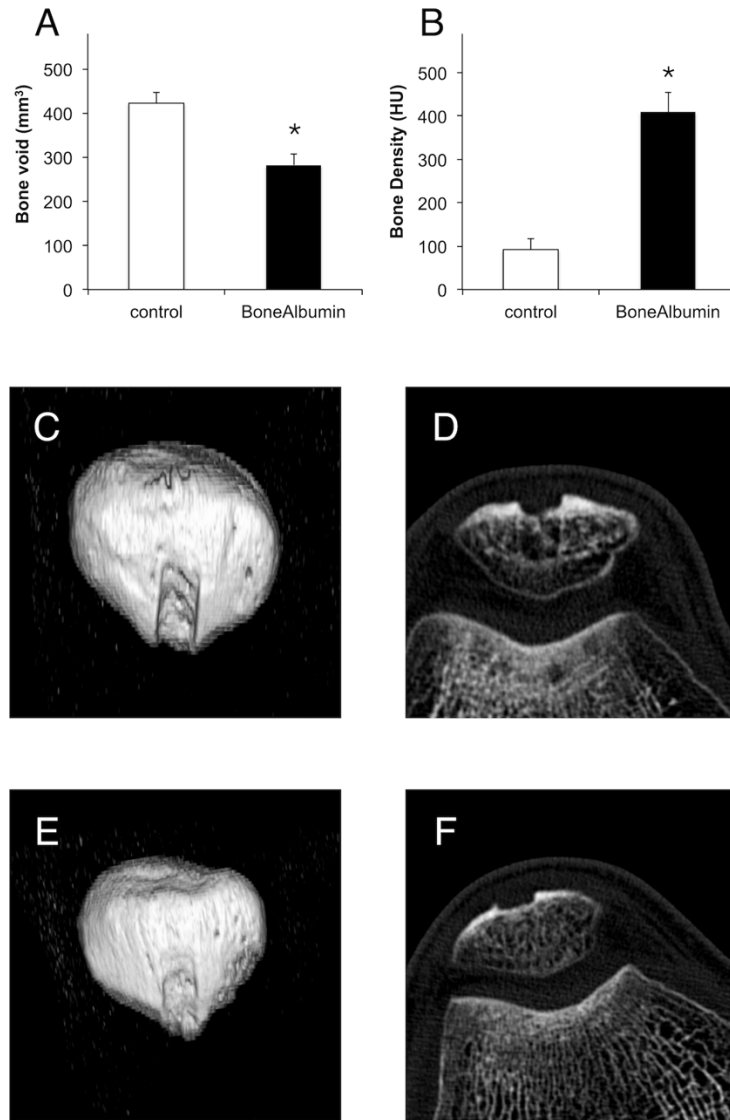 A
Bone void (mm³)
500
400
300
200
100
0
control
BoneAlbumin
*
B
Bone Density (HU)
500
400
300
200
100
0
control
BoneAlbumin
*
C
D
E
F